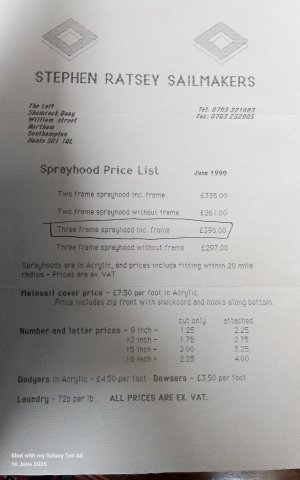 STEPHEN RATSEY SAILMAKERS
The Loft
Shamrock Quay
William street
Northam
Southampton
Hants SO1 1QL
Tel: 0703 221683
Fax: 0703 232905
Sprayhood Price List June 1990
Two frame sprayhood inc. frame £335.00
Two frame sprayhood without frame £261.00
Three frame sprayhood inc. frame £396.00
Three frame sprayhood without frame £297.00
Sprayhoods are in Acrylic, and prices include fitting within 20 mile
radius - Prices are ex. VAT.
Mainsail cover price - £7.50 per foot in Acrylic
Price includes zip front with shockcord and hooks along bottom.
cut only attached
Number and letter prices - 9 inch - 1.25 2.25
12 inch - 1.75 2.75
15 inch - 2.00 3.25
18 inch - 2.25 4.00
Dodgers in Acrylic - £4.50 per foot Dowsers - £3.50 per foot
Laundry - 72p per lb ALL PRICES ARE EX. VAT.
Shot with my Galaxy Tab A8
10 June 2025